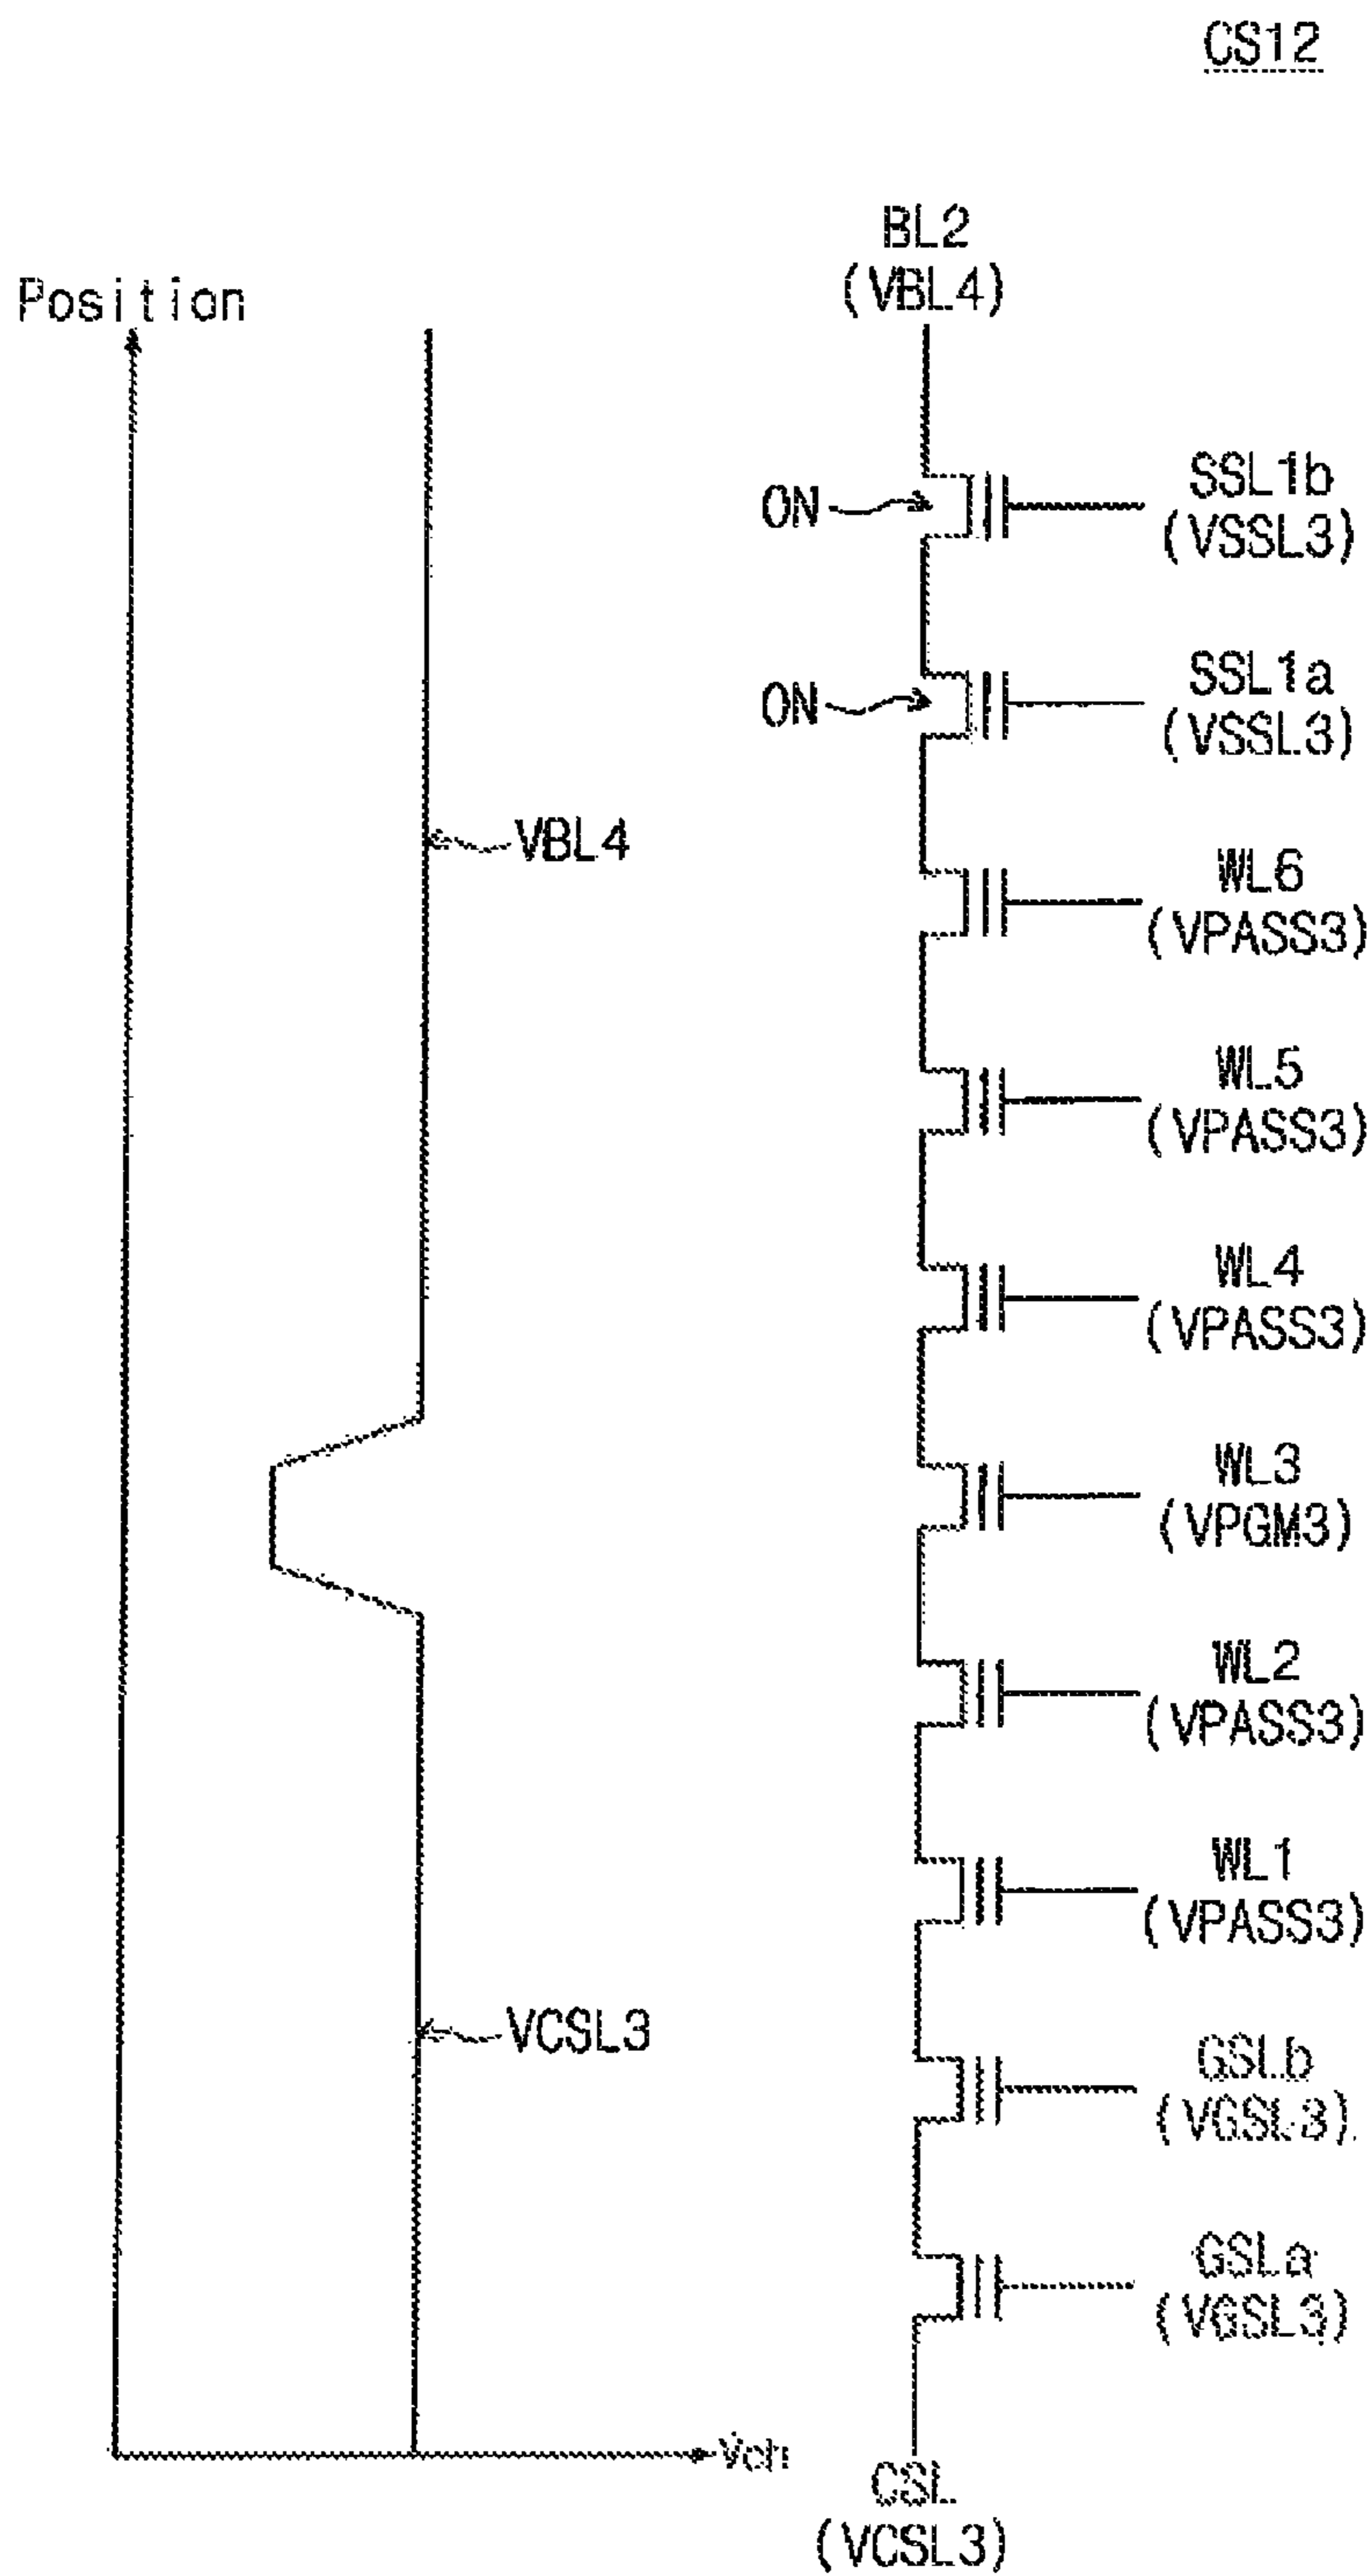 CS12
BL2
(VBL4)
Position
SSL1b
(VSSL3)
ON
SSL1a
(VSSL3)
ON
VBL4
WL6
(VPASS3)
WL5
(VPASS3)
WL4
(VPASS3)
WL3
(VPGM3)
WL2
(VPASS3)
WL1
(VPASS3)
VCSL3
GSLb
(VGSL3)
GSLa
(VGSL3)
Vch
CSL
(VCSL3)